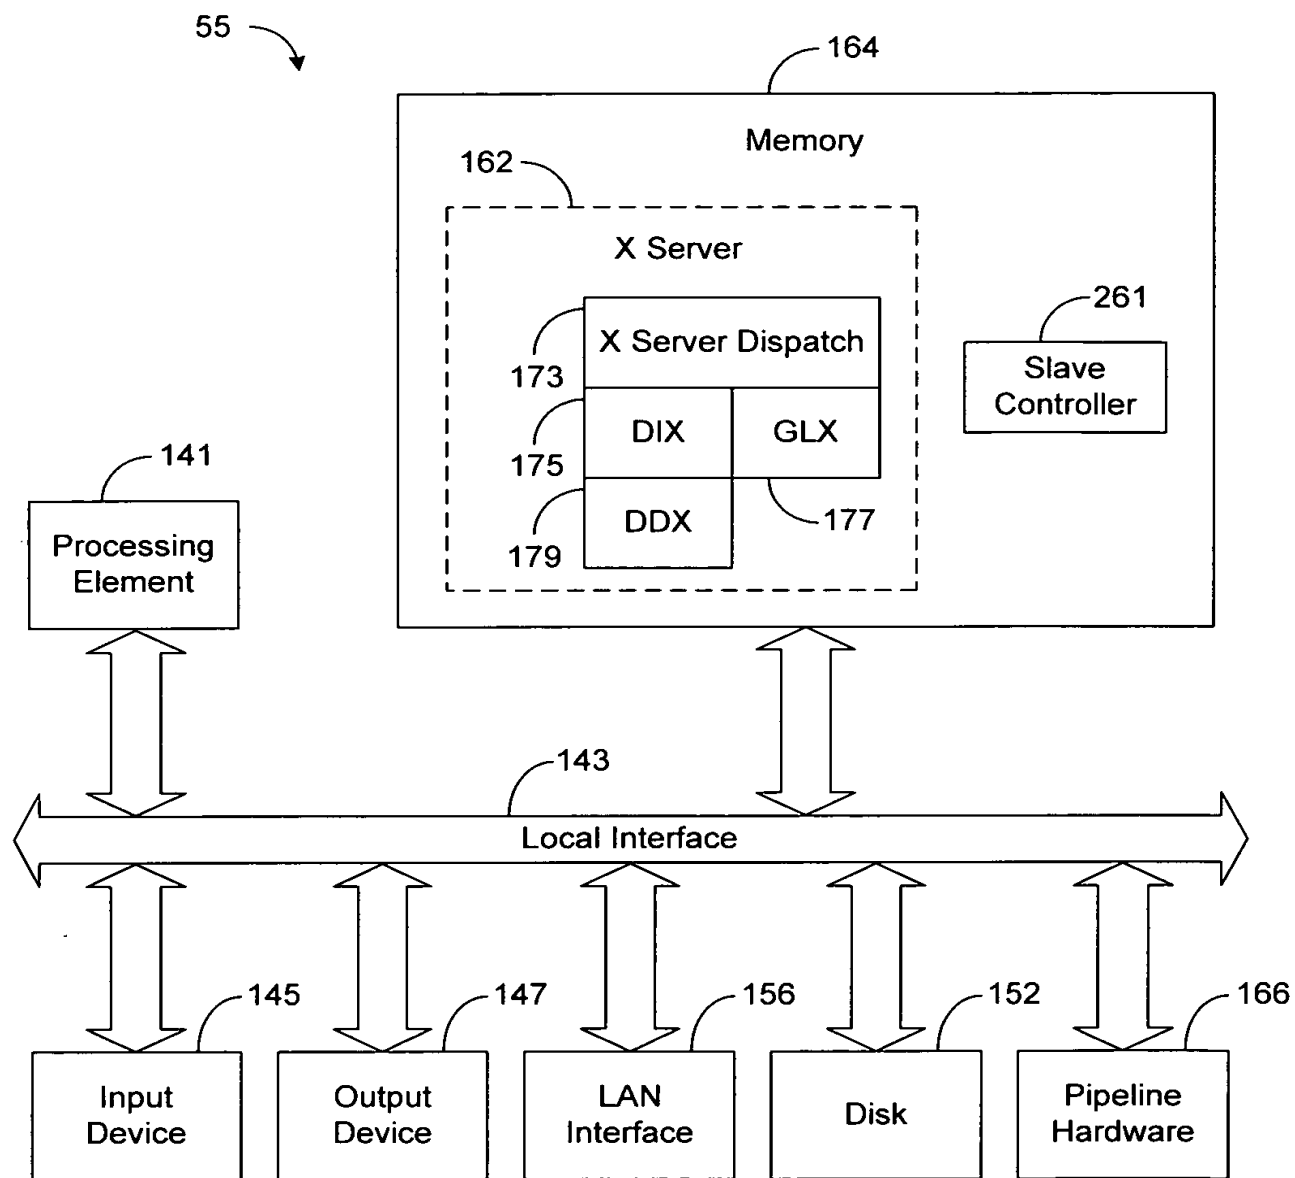 55
164
Memory
162
X Server
261
173
X Server Dispatch
Slave
Controller
175
DIX
GLX
141
179
DDX
177
Processing
Element
143
Local Interface
145
147
156
152
166
Input
Device
Output
Device
LAN
Interface
Disk
Pipeline
Hardware